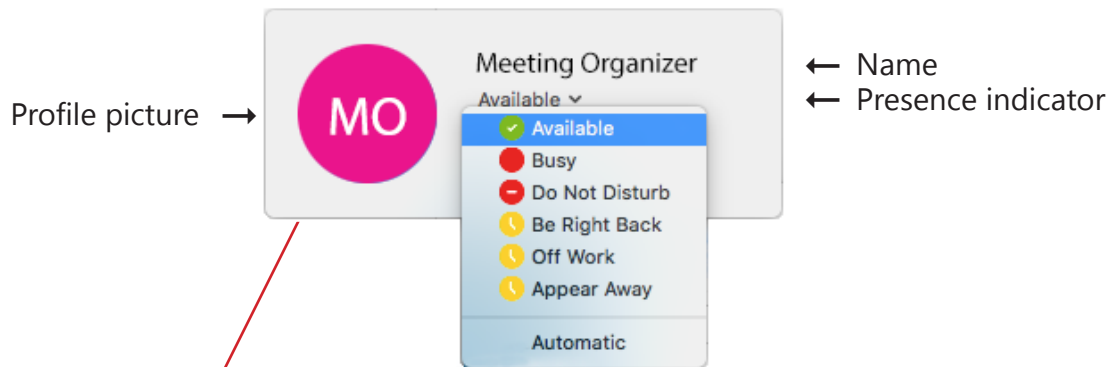 Meeting Organizer
← Name
Available
← Presence indicator
Profile picture →
MO
Available
Busy
Do Not Disturb
Be Right Back
Off Work
Appear Away
Automatic